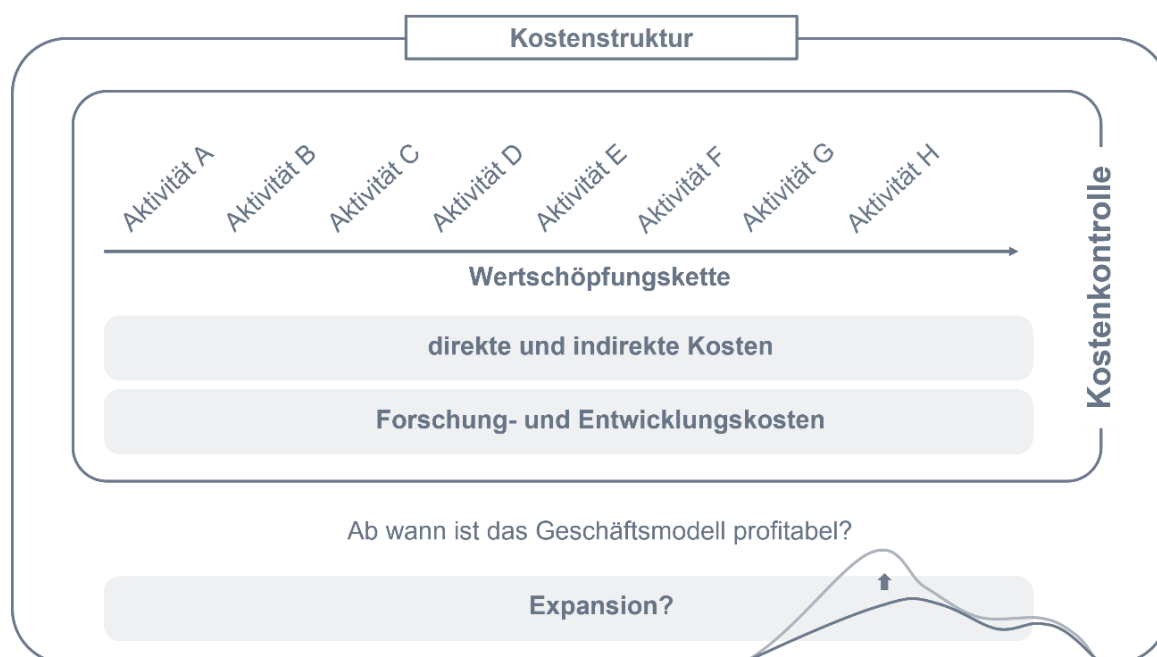 Kostenstruktur
Aktivität A
Aktivität B
Aktivität C
Aktivität D
Aktivität E
Aktivität F
Aktivität G
Aktivität H
Wertschöpfungskette
direkte und indirekte Kosten
Forschung- und Entwicklungskosten
Kostenkontrolle
Ab wann ist das Geschäftsmodell profitabel?
Expansion?